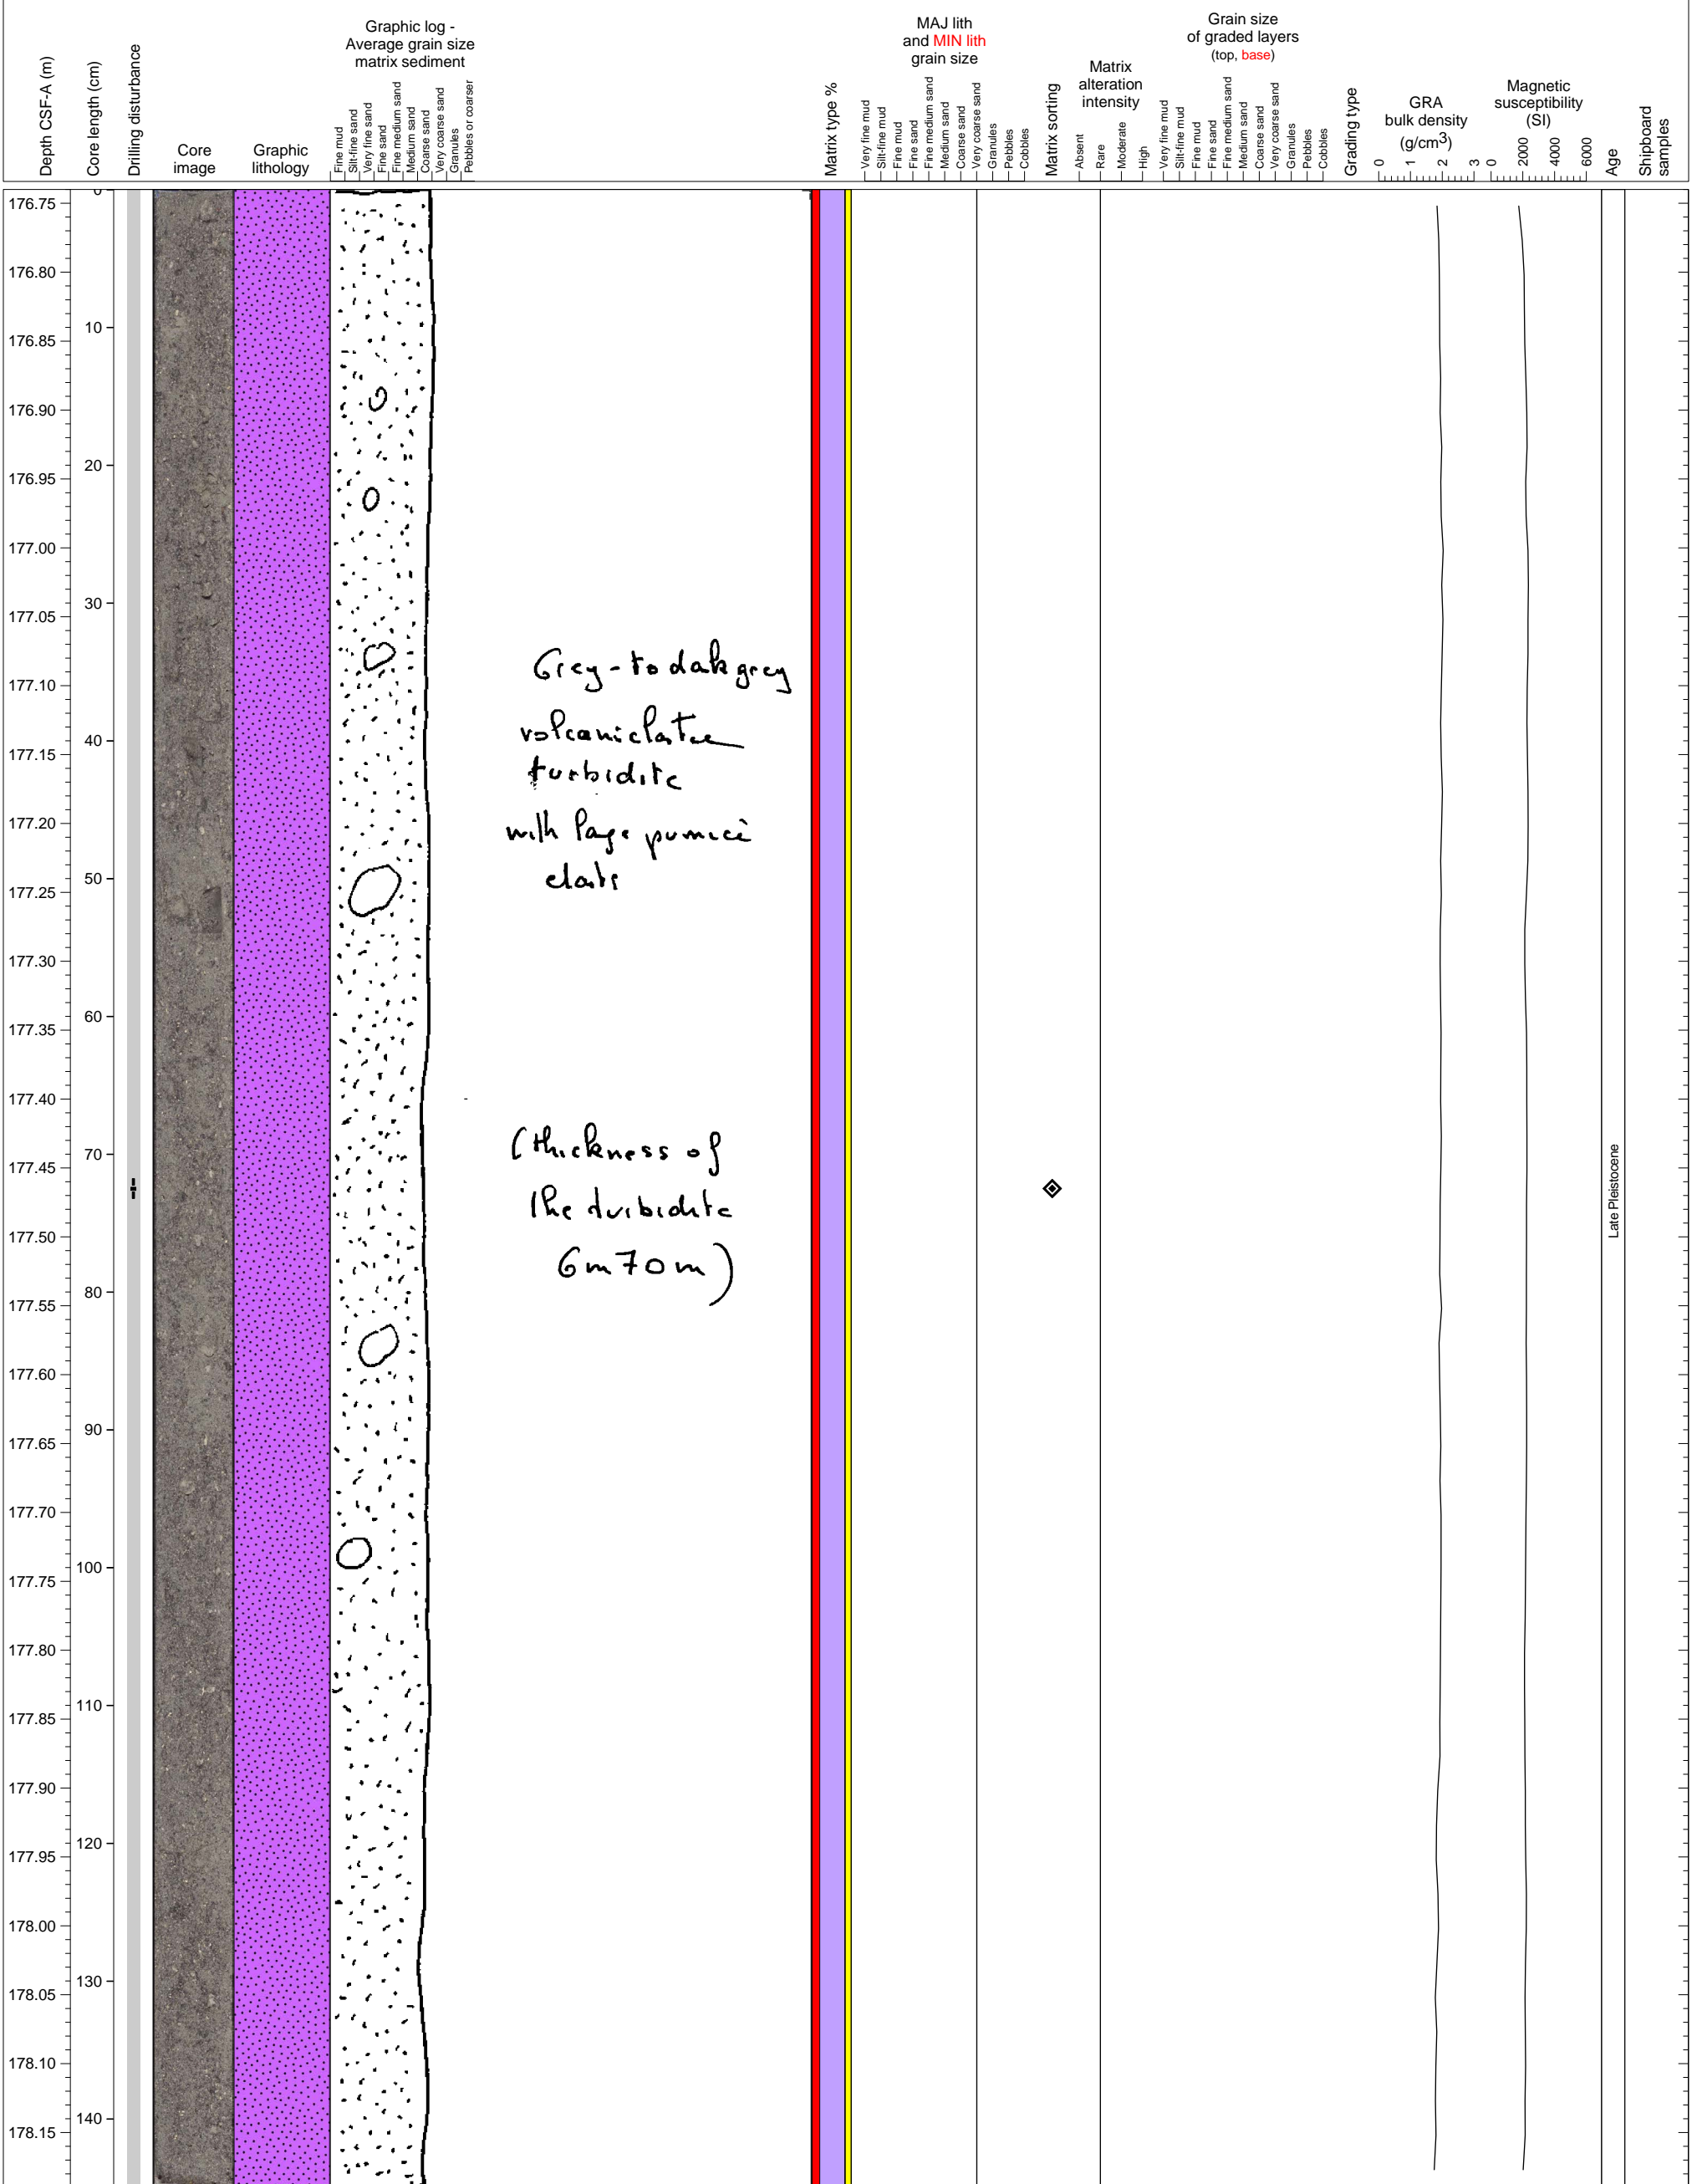 Graphic log -
Average grain size
matrix sediment
MAJ lith
and MIN lith
grain size
Grain size
of graded layers
(top, base)
Depth CSF-A (m)
Core length (cm)
Drilling disturbance
Core
image
Graphic
lithology
Fine mud
Silt-fine sand
Very fine sand
Fine sand
Fine medium sand
Medium sand
Coarse sand
Very coarse sand
Granules
Pebbles or coarser
Matrix type %
Very fine mud
Silt-fine mud
Fine mud
Fine sand
Fine medium sand
Medium sand
Coarse sand
Very coarse sand
Granules
Pebbles
Cobbles
Matrix sorting
Matrix
alteration
intensity
Absent
Rare
Moderate
High
Very fine mud
Silt-fine mud
Fine mud
Fine sand
Fine medium sand
Medium sand
Coarse sand
Very coarse sand
Granules
Pebbles
Cobbles
Grading type
GRA
bulk density
(g/cm3)
0 1 2 3
Magnetic
susceptibility
(SI)
0 2000 4000 6000
Age
Shipboard
samples
0
176.75
176.80
10
176.85
176.90
20
176.95
177.00
30
177.05
177.10
40
177.15
177.20
50
177.25
177.30
60
177.35
177.40
70
177.45
177.50
80
177.55
177.60
90
177.65
177.70
100
177.75
177.80
110
177.85
177.90
120
177.95
178.00
130
178.05
178.10
140
178.15
Grey-to dak grey
volcaniclastic
turbidite
with large pumice
clasts
(thickness of
the turbidite
6m70m)
Late Pleistocene